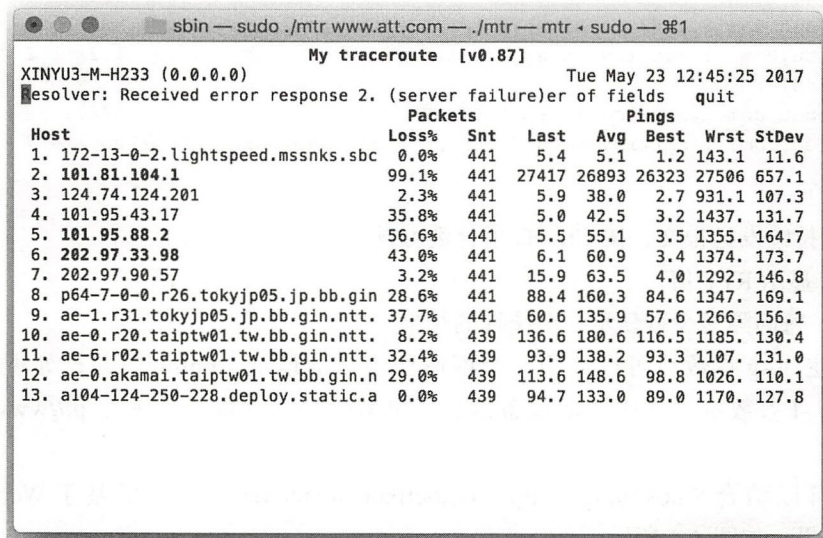 sbin — sudo ./mtr www.att.com — ./mtr — mtr ◂ sudo — ⌘1
My traceroute [v0.87]
XINYU3-M-H233 (0.0.0.0) Tue May 23 12:45:25 2017
Resolver: Received error response 2. (server failure)er of fields quit
Packets Pings
Host Loss% Snt Last Avg Best Wrst StDev
1. 172-13-0-2.lightspeed.mssnks.sbc 0.0% 441 5.4 5.1 1.2 143.1 11.6
2. 101.81.104.1 99.1% 441 27417 26893 26323 27506 657.1
3. 124.74.124.201 2.3% 441 5.9 38.0 2.7 931.1 107.3
4. 101.95.43.17 35.8% 441 5.0 42.5 3.2 1437. 131.7
5. 101.95.88.2 56.6% 441 5.5 55.1 3.5 1355. 164.7
6. 202.97.33.98 43.0% 441 6.1 60.9 3.4 1374. 173.7
7. 202.97.90.57 3.2% 441 15.9 63.5 4.0 1292. 146.8
8. p64-7-0-0.r26.tokyjp05.jp.bb.gin 28.6% 441 88.4 160.3 84.6 1347. 169.1
9. ae-1.r31.tokyjp05.jp.bb.gin.ntt. 37.7% 441 60.6 135.9 57.6 1266. 156.1
10. ae-0.r20.taiptw01.tw.bb.gin.ntt. 8.2% 439 136.6 180.6 116.5 1185. 130.4
11. ae-6.r02.taiptw01.tw.bb.gin.ntt. 32.4% 439 93.9 138.2 93.3 1107. 131.0
12. ae-0.akamai.taiptw01.tw.bb.gin.n 29.0% 439 113.6 148.6 98.8 1026. 110.1
13. a104-124-250-228.deploy.static.a 0.0% 439 94.7 133.0 89.0 1170. 127.8